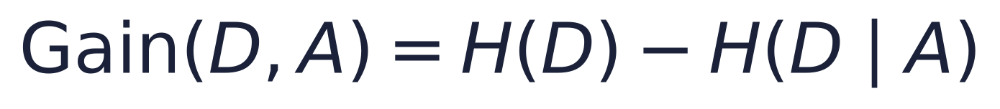 Gain(D, A) = H(D) − H(D | A)